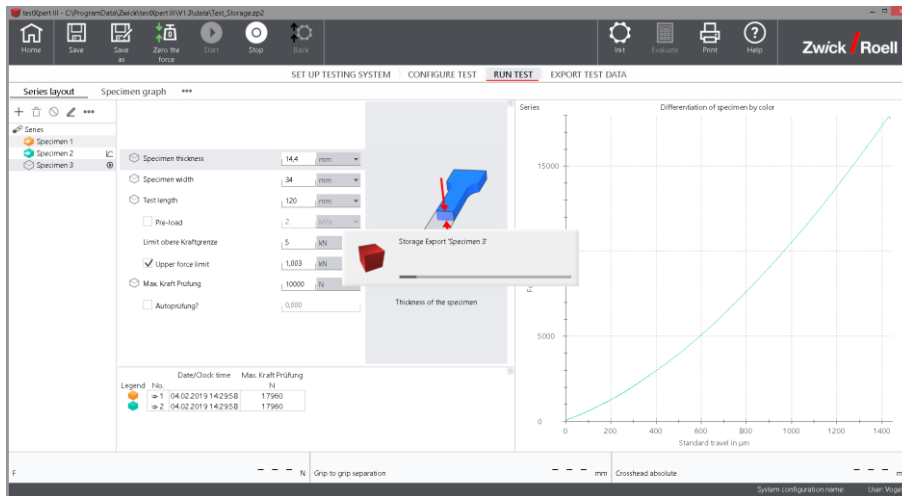 testXpert III - C:\ProgramData\Zwick\testXpert III\V1.3\data\Test_Storage.zp2
Home
Save
Save as
Zero the force
Start
Stop
Back
Init
Evaluate
Print
Help
Zwick / Roell
SET UP TESTING SYSTEM
CONFIGURE TEST
RUN TEST
EXPORT TEST DATA
Series layout
Specimen graph
•••
Series
Specimen 1
Specimen 2
Specimen 3
Specimen thickness 14,4 mm
Specimen width 34 mm
Test length 120 mm
Pre-load 2 MPa
Limit obere Kraftgrenze 5 kN
Upper force limit 1,003 kN
Max. Kraft Prüfung 10000 N
Autoprüfung? 0,000
Storage Export 'Specimen 3'
Thickness of the specimen
Series
Differentiation of specimen by color
15000
5000
0
0 200 400 600 800 1000 1200 1400
Standard travel in µm
Date/Clock time Max. Kraft Prüfung
Legend No. N
⇒ 1 04.02.2019 14:29:58 17960
⇒ 2 04.02.2019 14:29:58 17960
F - - - N
Grip to grip separation - - - mm
Crosshead absolute - - - m
System configuration name: User: Vogel